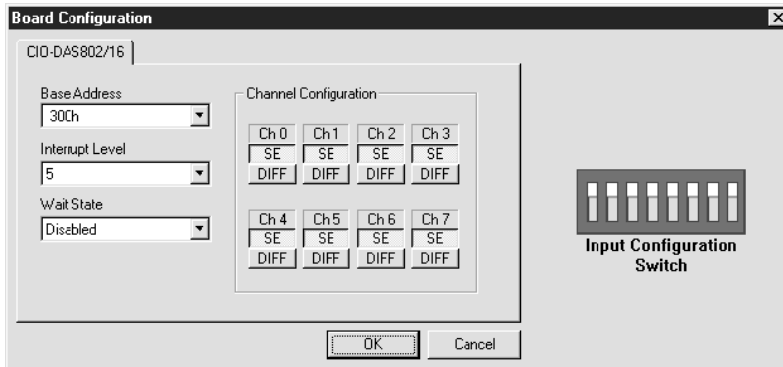 Board Configuration
CIO-DAS802/16
Base Address
300h
Interrupt Level
5
Wait State
Disabled
Channel Configuration
Ch 0 Ch 1 Ch 2 Ch 3
SE SE SE SE
DIFF DIFF DIFF DIFF
Ch 4 Ch 5 Ch 6 Ch 7
SE SE SE SE
DIFF DIFF DIFF DIFF
Input Configuration
Switch
OK Cancel